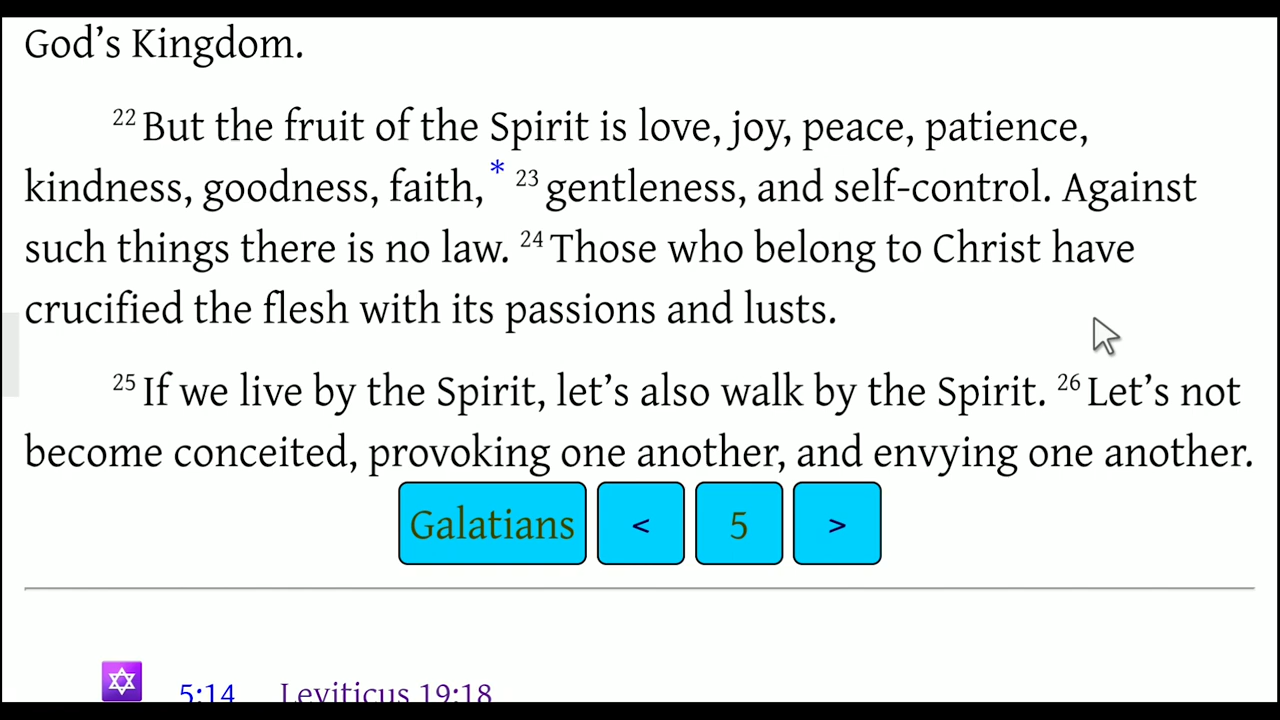 God’s Kingdom.
22 But the fruit of the Spirit is love, joy, peace, patience,
kindness, goodness, faith,* 23 gentleness, and self-control. Against
such things there is no law. 24 Those who belong to Christ have
crucified the flesh with its passions and lusts.
25 If we live by the Spirit, let’s also walk by the Spirit. 26 Let’s not
become conceited, provoking one another, and envying one another.
Galatians < 5 >
✡ 5:14 Leviticus 19:18